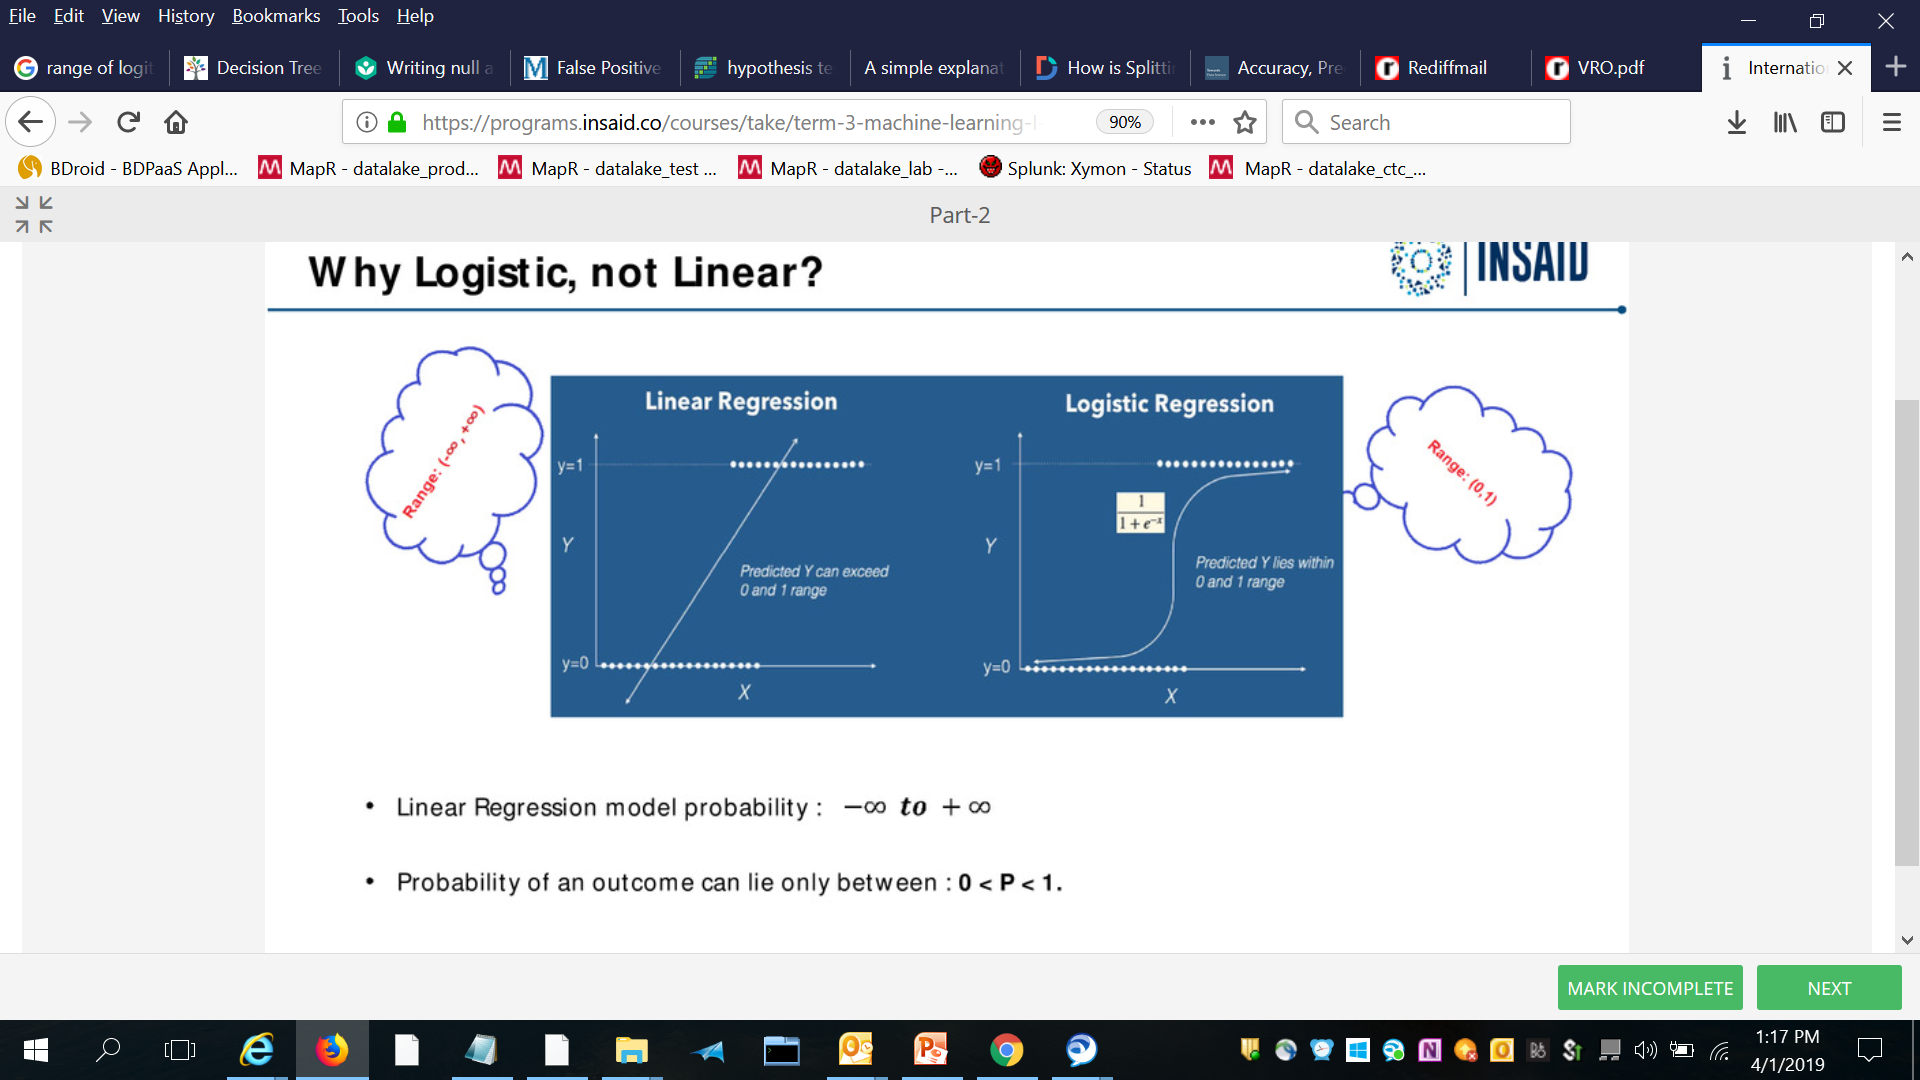 File Edit View History Bookmarks Tools Help
range of logit Decision Tree Writing null a False Positive hypothesis te A simple explanat How is Splitti Accuracy, Pre Rediffmail VRO.pdf Internatio
https://programs.insaid.co/courses/take/term-3-machine-learning-l 90% Search
BDroid - BDPaaS Appl... MapR - datalake_prod... MapR - datalake_test ... MapR - datalake_lab -... Splunk: Xymon - Status MapR - datalake_ctc_...
Part-2
Why Logistic, not Linear?
INSAID
Range: (-∞, +∞)
Linear Regression
y=1
Y
Predicted Y can exceed
0 and 1 range
y=0
X
Logistic Regression
y=1
1
1 + e^-x
Y
Predicted Y lies within
0 and 1 range
y=0
X
Range: (0,1)
• Linear Regression model probability : −∞ to + ∞
• Probability of an outcome can lie only between : 0 < P < 1.
MARK INCOMPLETE NEXT
1:17 PM
4/1/2019